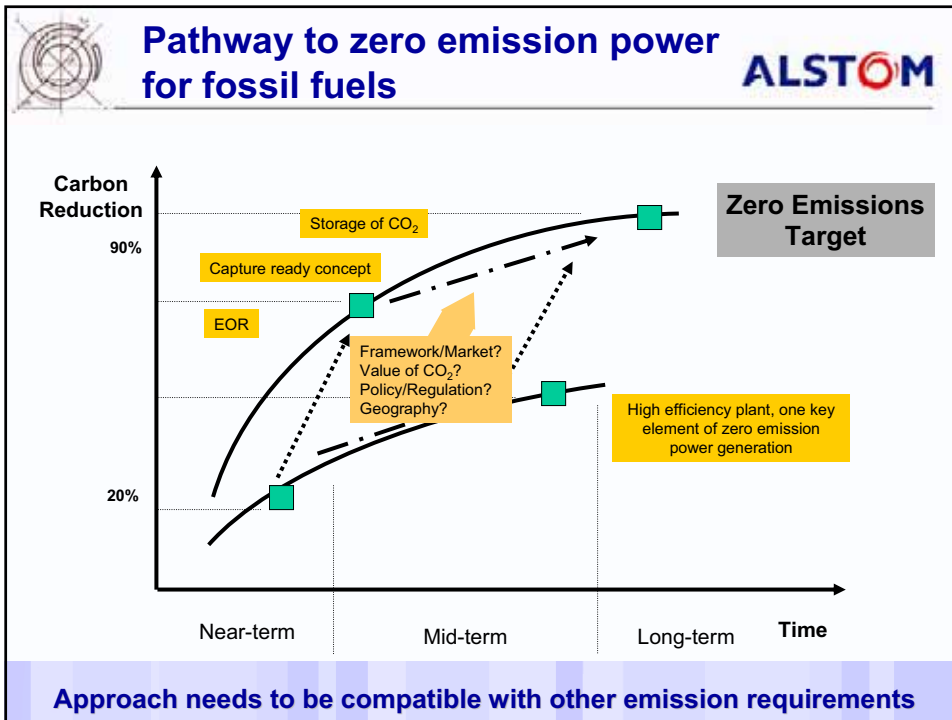 Pathway to zero emission power
for fossil fuels
ALSTOM
Carbon
Reduction
Storage of CO₂
Zero Emissions
Target
90%
Capture ready concept
EOR
Framework/Market?
Value of CO₂?
Policy/Regulation?
Geography?
High efficiency plant, one key
element of zero emission
power generation
20%
Near-term
Mid-term
Long-term
Time
Approach needs to be compatible with other emission requirements